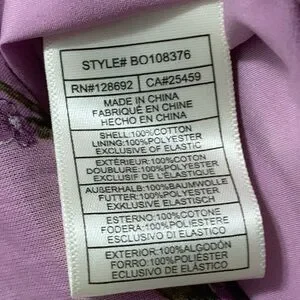 STYLE# BO108376
RN#128692 CA#25459
MADE IN CHINA
FABRIQUÉ EN CHINE
HECHO EN CHINA
SHELL:100%COTTON
LINING:100%POLYESTER
EXCLUSIVE OF ELASTIC
EXTÉRIEUR:100%COTON
DOUBLURE:100%POLYESTER
EXCLUSIF DE L'ÉLASTIQUE
AUßERHALB:100%BAUMWOLLE
FUTTER:100%POLYESTER
EXKLUSIVE ELASTISCH
ESTERNO:100%COTONE
FODERA:100%POLIESTERE
ESCLUSIVO DI ELASTICO
EXTERIOR:100%ALGODÓN
FORRO:100%POLIÉSTER
EXCLUSIVO DE ELÁSTICO